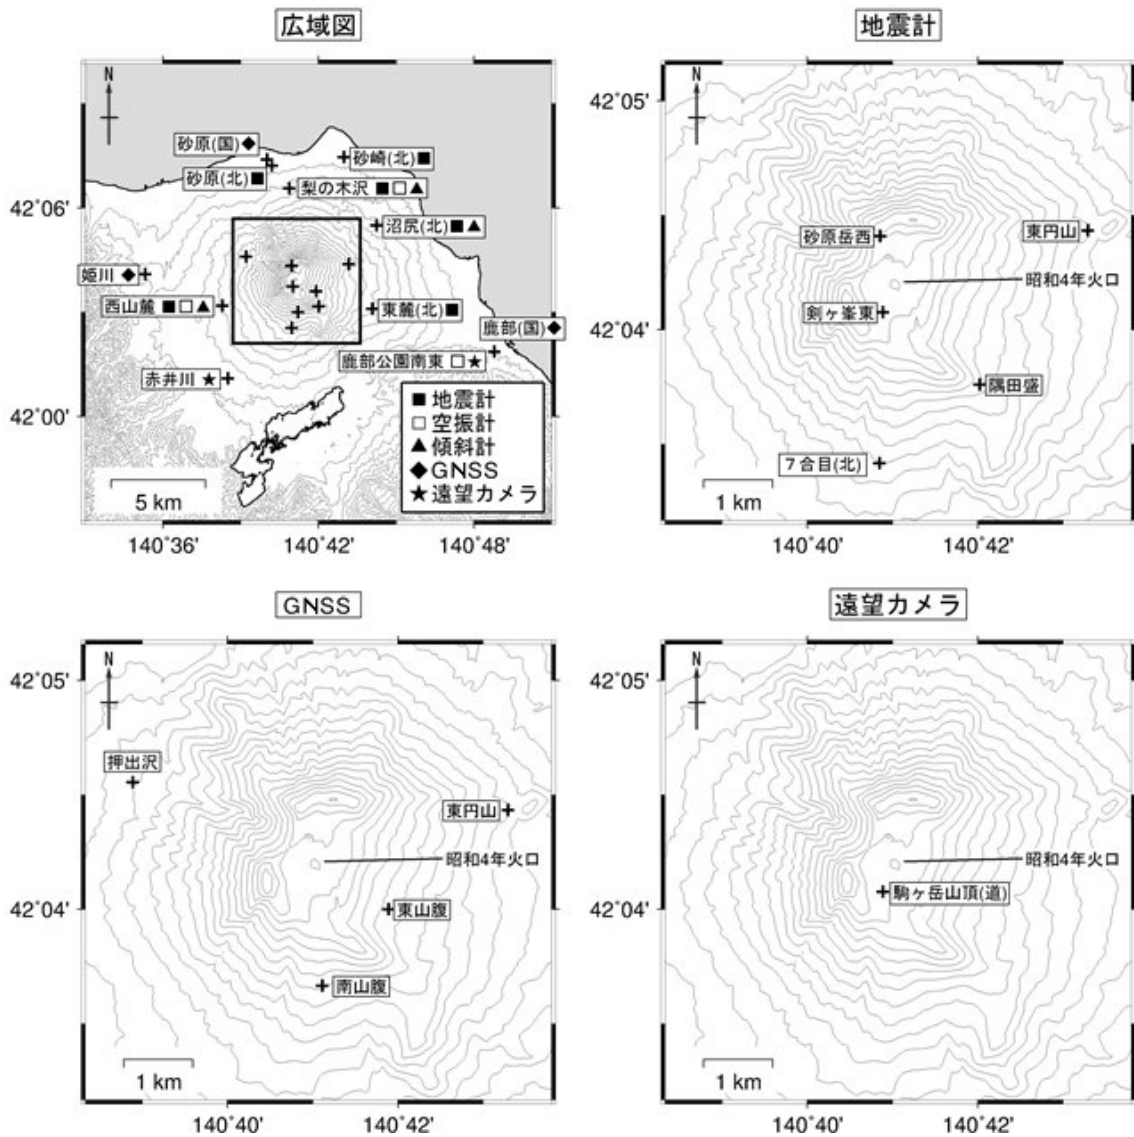 広域図
N
砂原(国)◆
砂原(北)■
砂崎(北)■
梨の木沢 ■□▲
42°06'
沼尻(北)■▲
姫川 ◆
西山麓 ■□▲
東麓(北)■
鹿部(国)◆
鹿部公園南東 □★
赤井川 ★
42°00'
■ 地震計
□ 空振計
▲ 傾斜計
◆ GNSS
★ 遠望カメラ
5 km
140°36'
140°42'
140°48'
地震計
N
42°05'
砂原岳西
東円山
昭和4年火口
剣ヶ峯東
42°04'
隅田盛
7合目(北)
1 km
140°40'
140°42'
GNSS
N
42°05'
押出沢
東円山
昭和4年火口
42°04'
東山腹
南山腹
1 km
140°40'
140°42'
遠望カメラ
N
42°05'
昭和4年火口
駒ヶ岳山頂(道)
42°04'
1 km
140°40'
140°42'